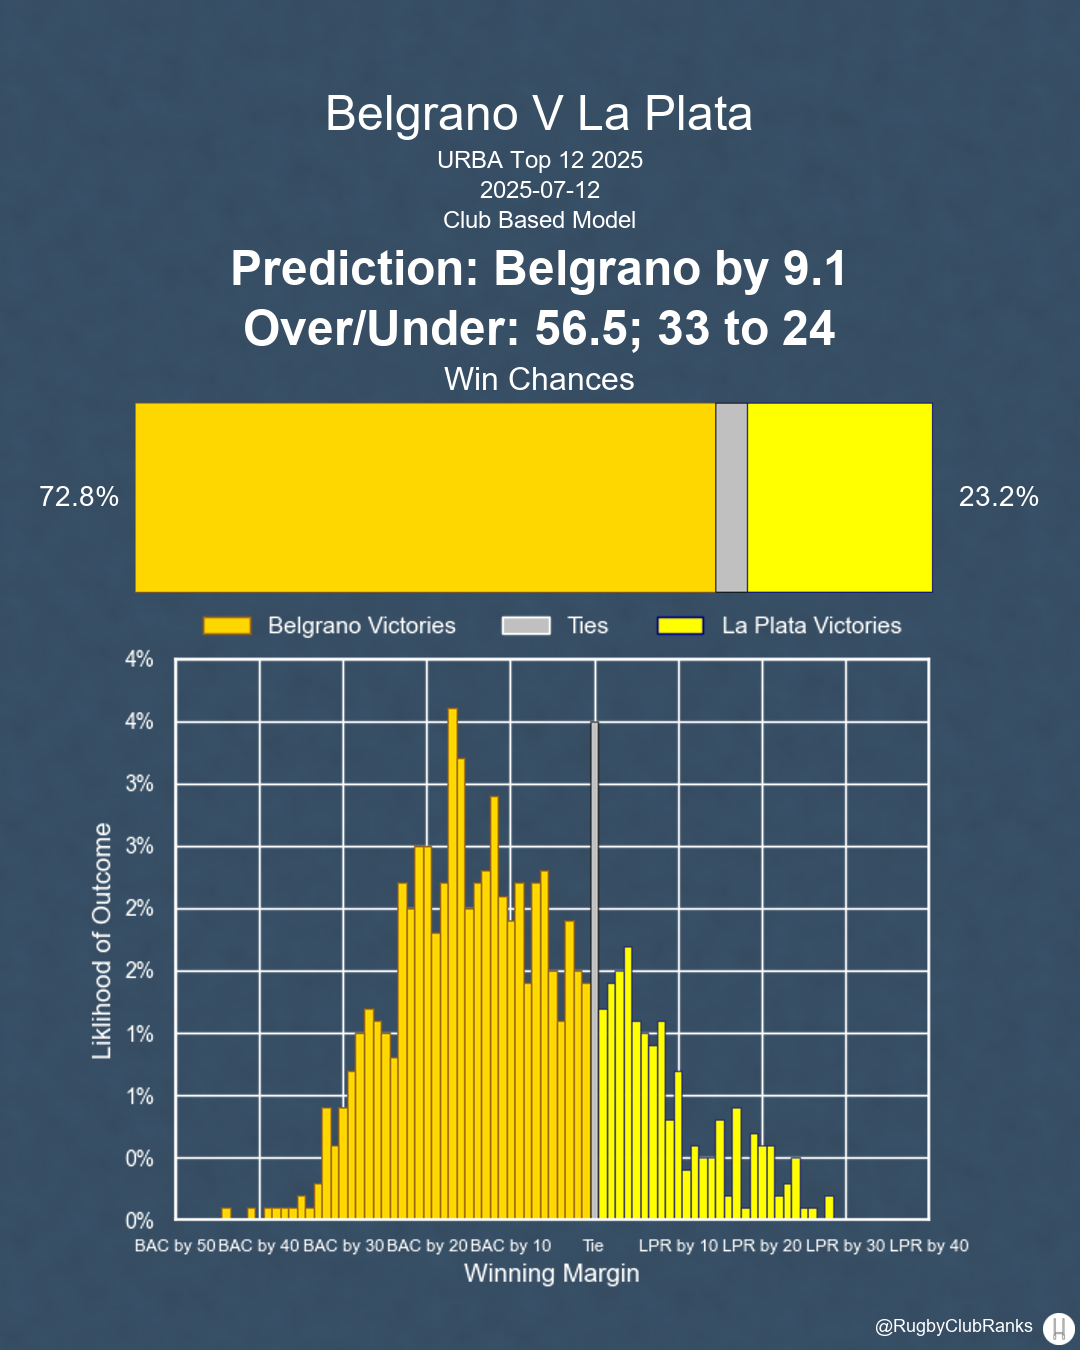 Belgrano V La Plata
URBA Top 12 2025
2025-07-12
Club Based Model
Prediction: Belgrano by 9.1
Over/Under: 56.5; 33 to 24
Win Chances
72.8%
23.2%
Belgrano Victories
Ties
La Plata Victories
4%
4%
3%
3%
2%
2%
1%
1%
0%
0%
Liklihood of Outcome
BAC by 50 BAC by 40 BAC by 30 BAC by 20 BAC by 10 Tie LPR by 10 LPR by 20 LPR by 30 LPR by 40
Winning Margin
@RugbyClubRanks